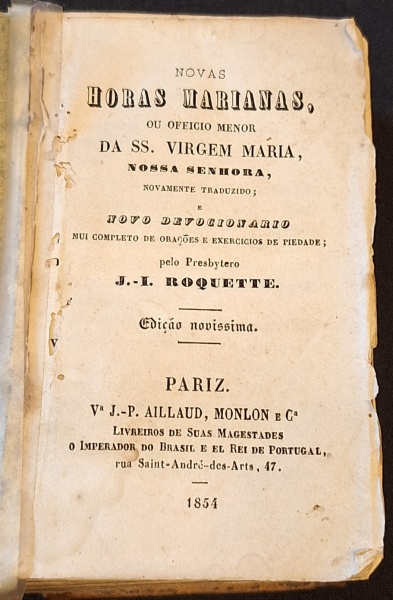 NOVAS
HORAS MARIANAS,
OU OFFICIO MENOR
DA SS. VIRGEM MARIA,
NOSSA SENHORA,
NOVAMENTE TRADUZIDO;
E
NOVO DEVOCIONARIO
MUI COMPLETO DE ORAÇÕES E EXERCICIOS DE PIEDADE;
pelo Presbytero
J.-I. ROQUETTE.
Edição novissima.
V
PARIZ.
Vª J.-P. AILLAUD, MONLON E Cª
LIVREIROS DE SUAS MAGESTADES
O IMPERADOR DO BRASIL E EL REI DE PORTUGAL,
rua Saint-André-des-Arts, 47.
1854